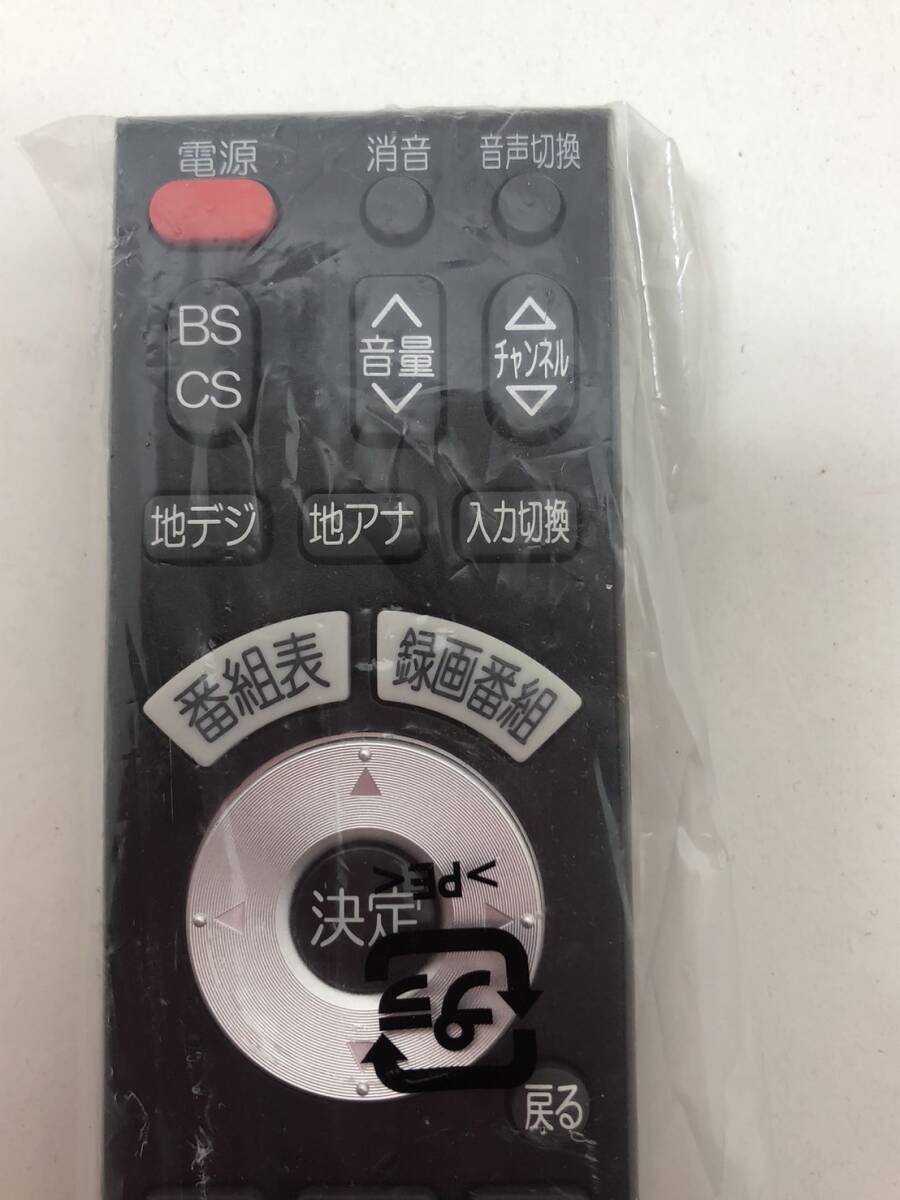 電源 消音 音声切換
BS
CS
音量
チャンネル
地デジ 地アナ 入力切換
番組表 録画番組
>PE<
決定
プラ
戻る